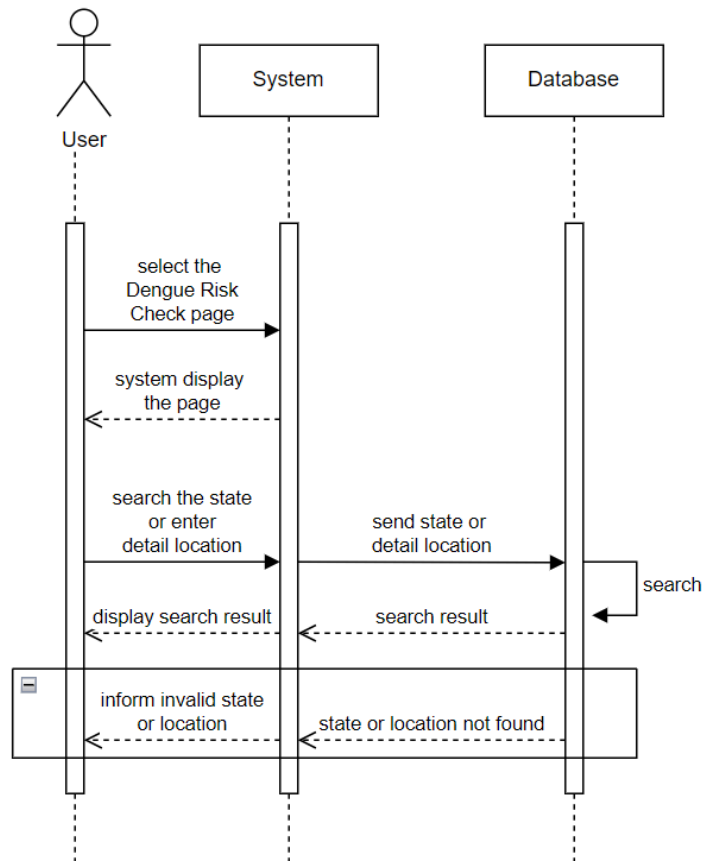 User
System
Database
select the
Dengue Risk
Check page
system display
the page
search the state
or enter
detail location
send state or
detail location
search
display search result
search result
inform invalid state
or location
state or location not found